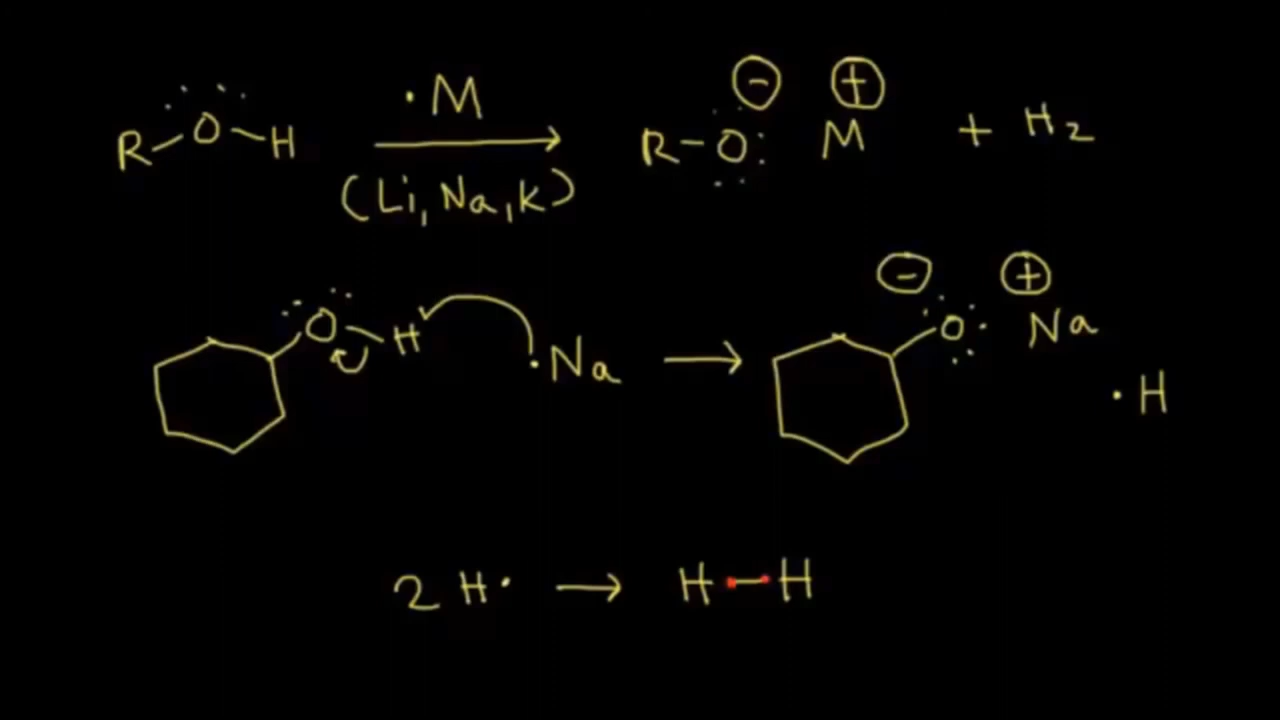 R-O-H ·M → R-O: ⊖ M ⊕ + H2
(Li, Na, K)
O-H ·Na → O: ⊖ Na ⊕
·H
2 H· → H-H